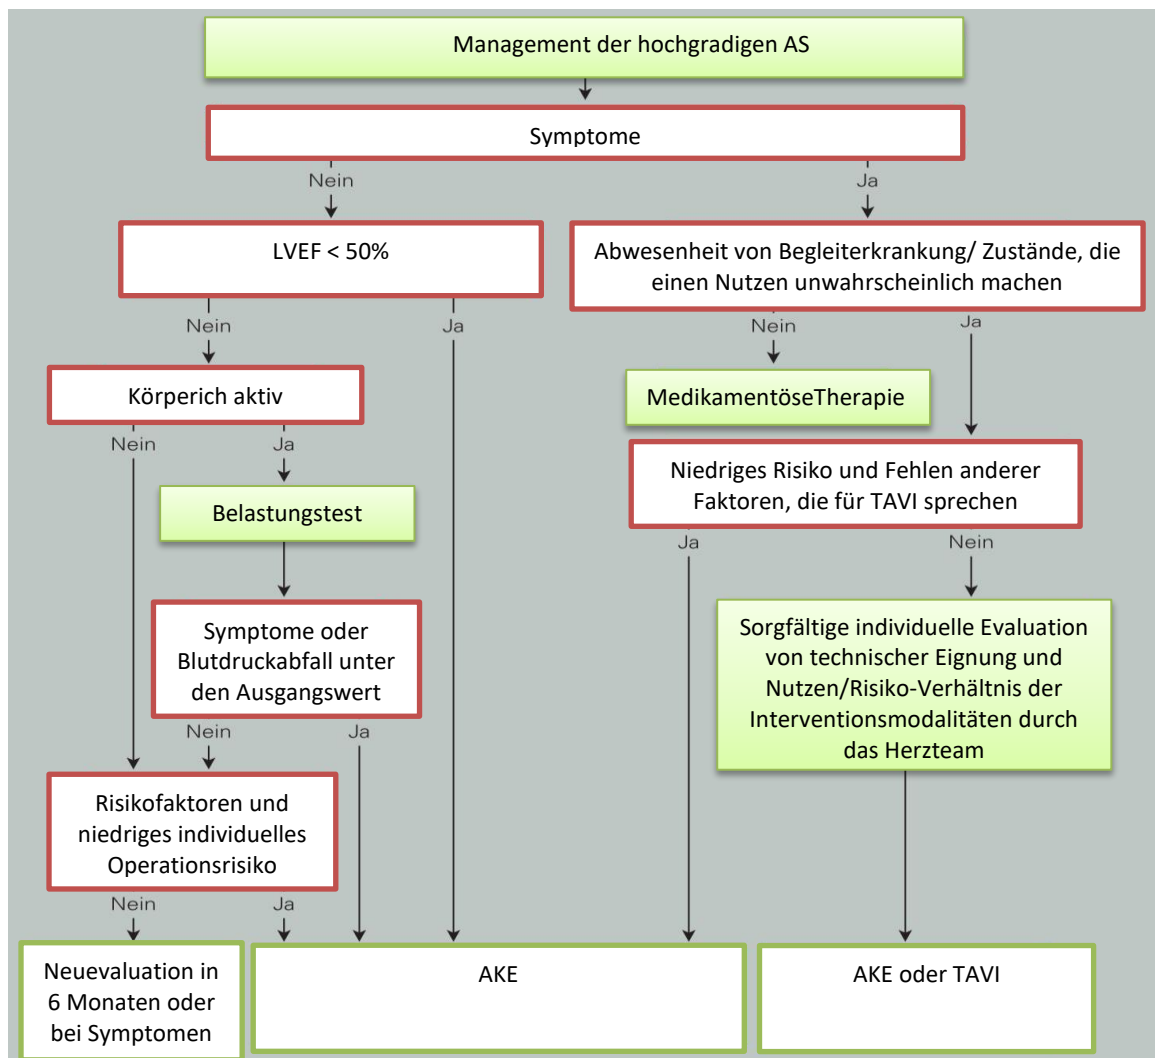 Management der hochgradigen AS
Symptome
Nein
Ja
LVEF < 50%
Abwesenheit von Begleiterkrankung/ Zustände, die
einen Nutzen unwahrscheinlich machen
Nein
Ja
Nein
Ja
Körperich aktiv
MedikamentöseTherapie
Nein
Ja
Niedriges Risiko und Fehlen anderer
Faktoren, die für TAVI sprechen
Belastungstest
Ja
Nein
Symptome oder
Blutdruckabfall unter
den Ausgangswert
Sorgfältige individuelle Evaluation
von technischer Eignung und
Nutzen/Risiko-Verhältnis der
Interventionsmodalitäten durch
das Herzteam
Nein
Ja
Risikofaktoren und
niedriges individuelles
Operationsrisiko
Nein
Ja
Neuevaluation in
6 Monaten oder
bei Symptomen
AKE
AKE oder TAVI